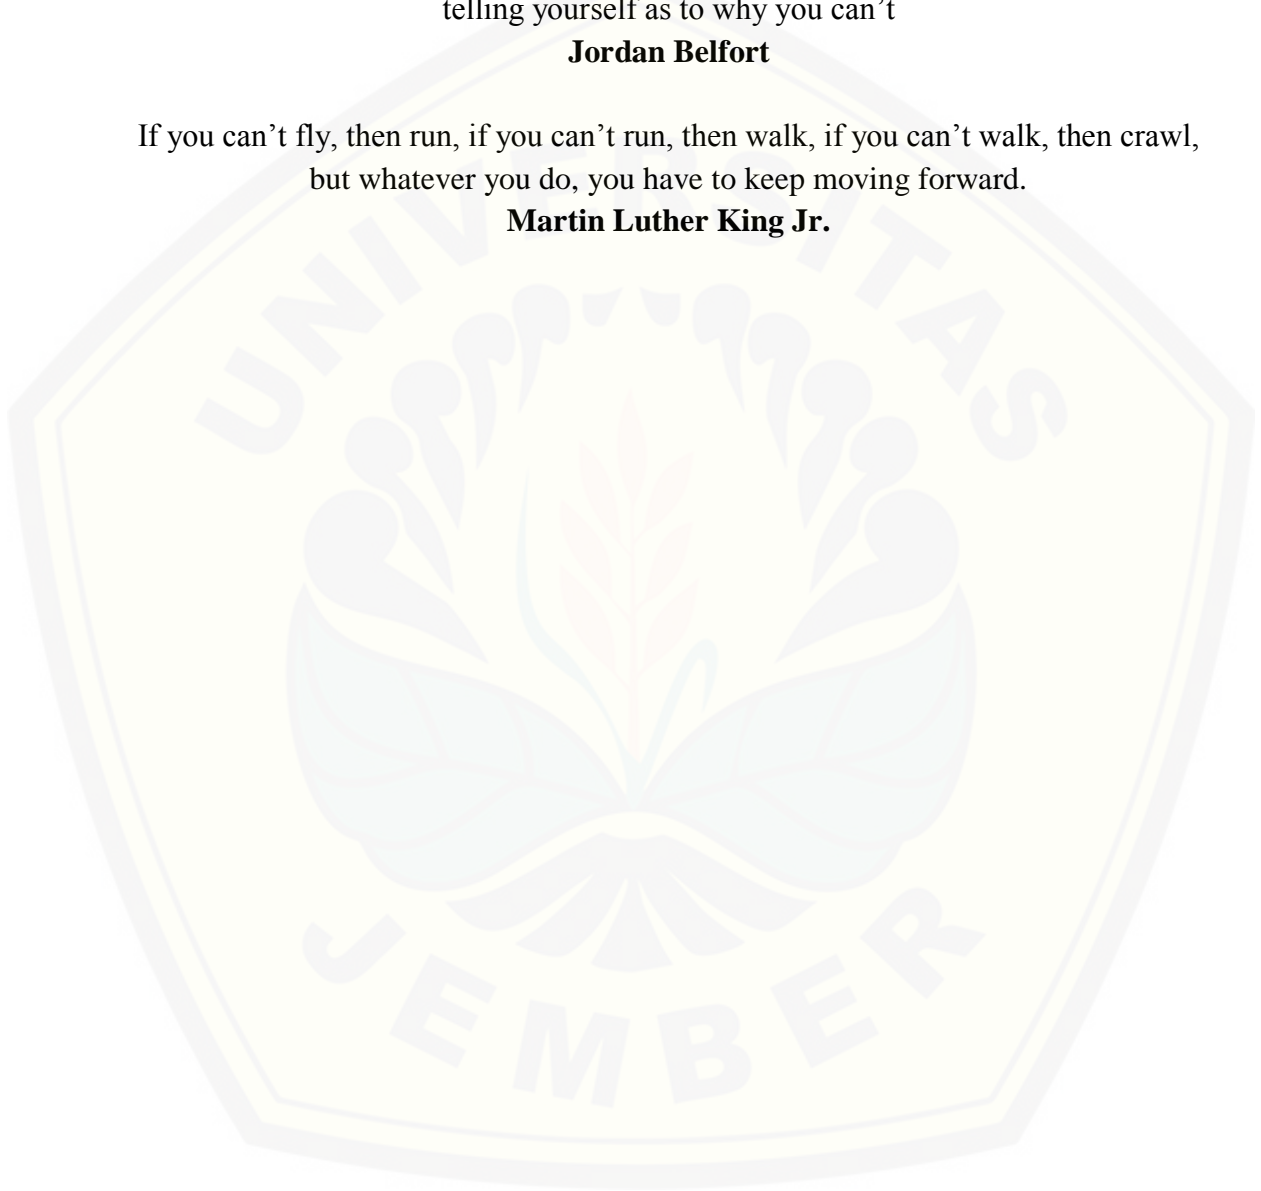 telling yourself as to why you can’t
Jordan Belfort
If you can’t fly, then run, if you can’t run, then walk, if you can’t walk, then crawl,
but whatever you do, you have to keep moving forward.
Martin Luther King Jr.
UNIVERSITAS
JEMBER